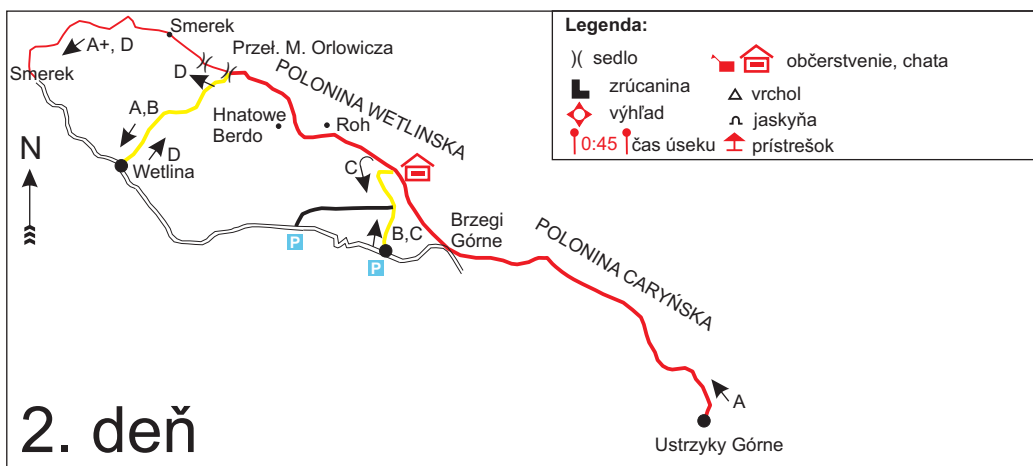 Smerek
A+, D
Przeł. M. Orlowicza
Smerek
D
POLONINA WETLINSKA
A,B
Hnatowe
Berdo
Roh
N
D
Wetlina
C
Brzegi
Górne
B,C
P
P
POLONINA CARYŃSKA
A
Ustrzyky Górne
2. deň
Legenda:
)( sedlo
občerstvenie, chata
zrúcanina
vrchol
výhľad
jaskyňa
0:45 čas úseku
prístrešok